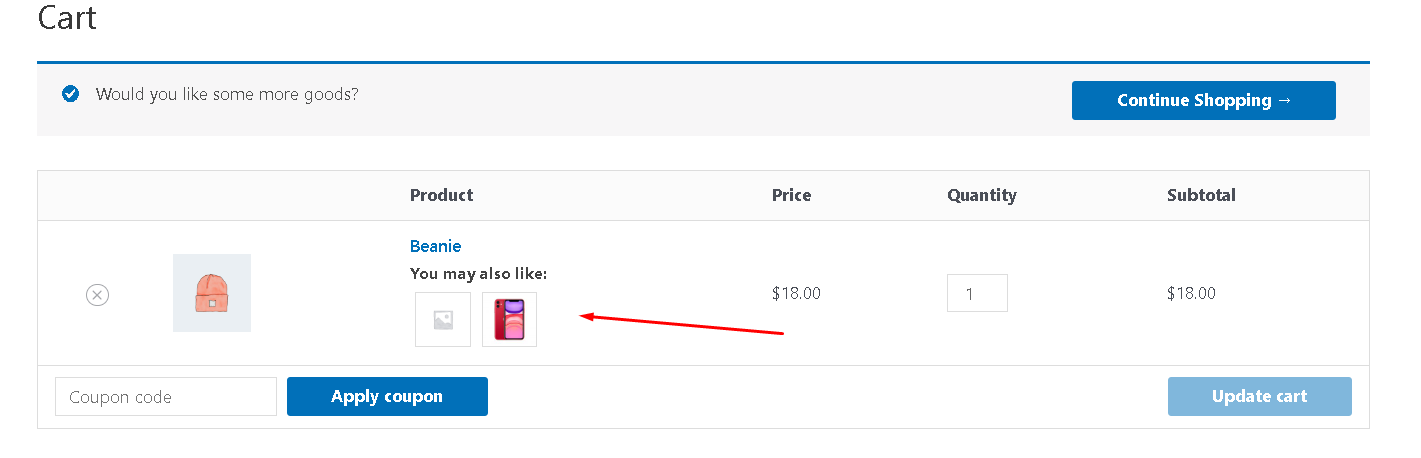 Cart
Would you like some more goods?
Continue Shopping →
Product Price Quantity Subtotal
Beanie
You may also like:
$18.00 1 $18.00
Coupon code Apply coupon Update cart